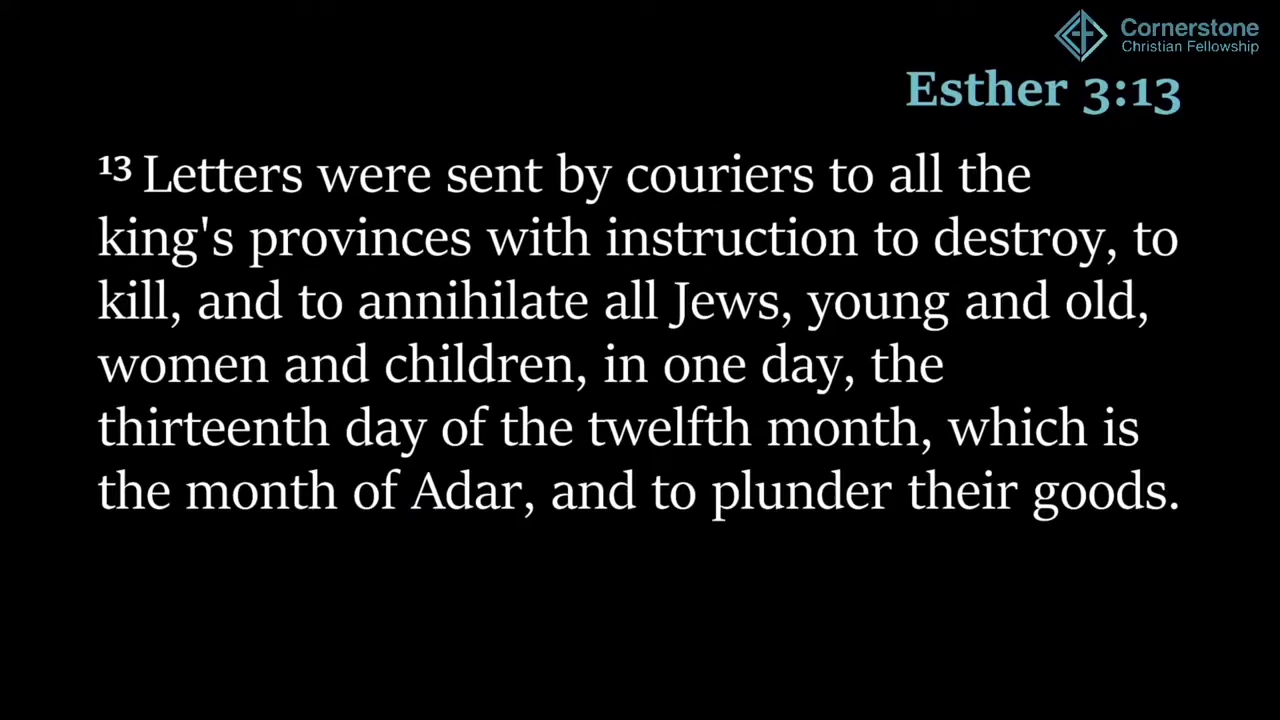 Cornerstone
Christian Fellowship
Esther 3:13
13 Letters were sent by couriers to all the
king's provinces with instruction to destroy, to
kill, and to annihilate all Jews, young and old,
women and children, in one day, the
thirteenth day of the twelfth month, which is
the month of Adar, and to plunder their goods.